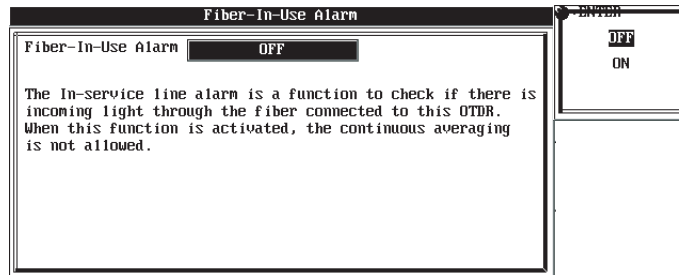 Fiber-In-Use Alarm
Fiber-In-Use Alarm OFF
The In-service line alarm is a function to check if there is
incoming light through the fiber connected to this OTDR.
When this function is activated, the continuous averaging
is not allowed.
ENTER
OFF
ON